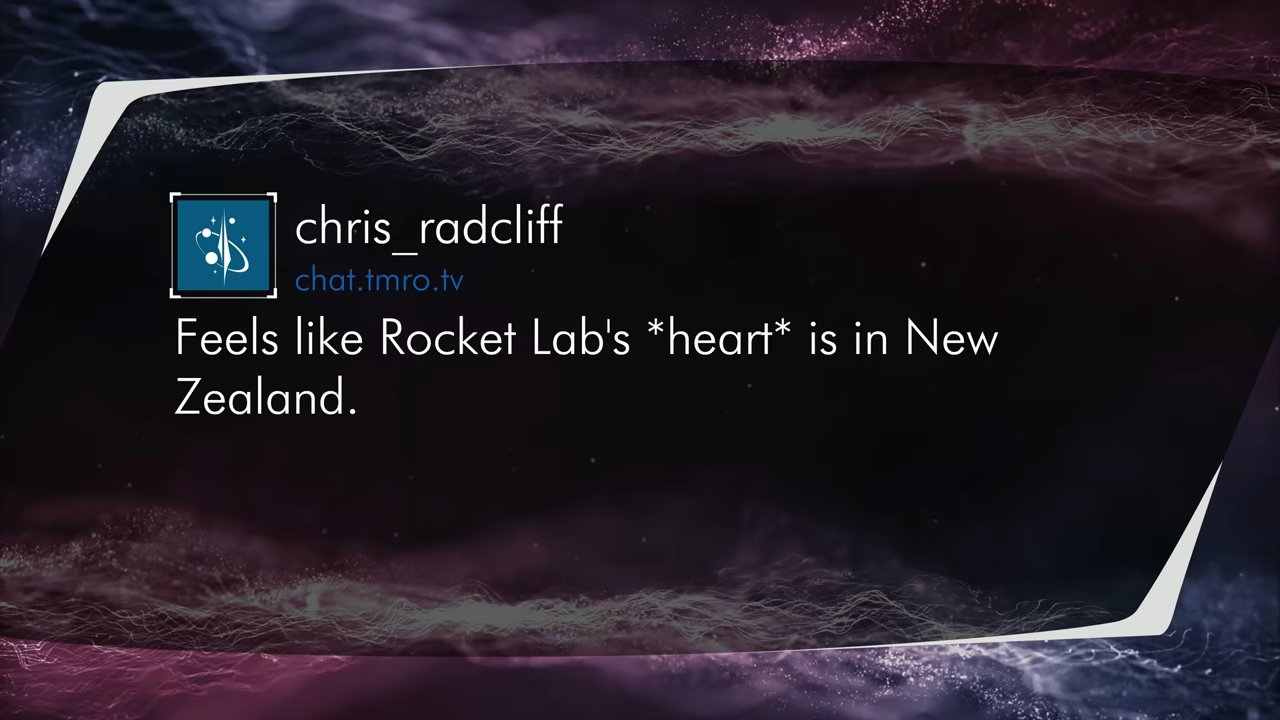 chris_radcliff
chat.tmro.tv
Feels like Rocket Lab's *heart* is in New
Zealand.